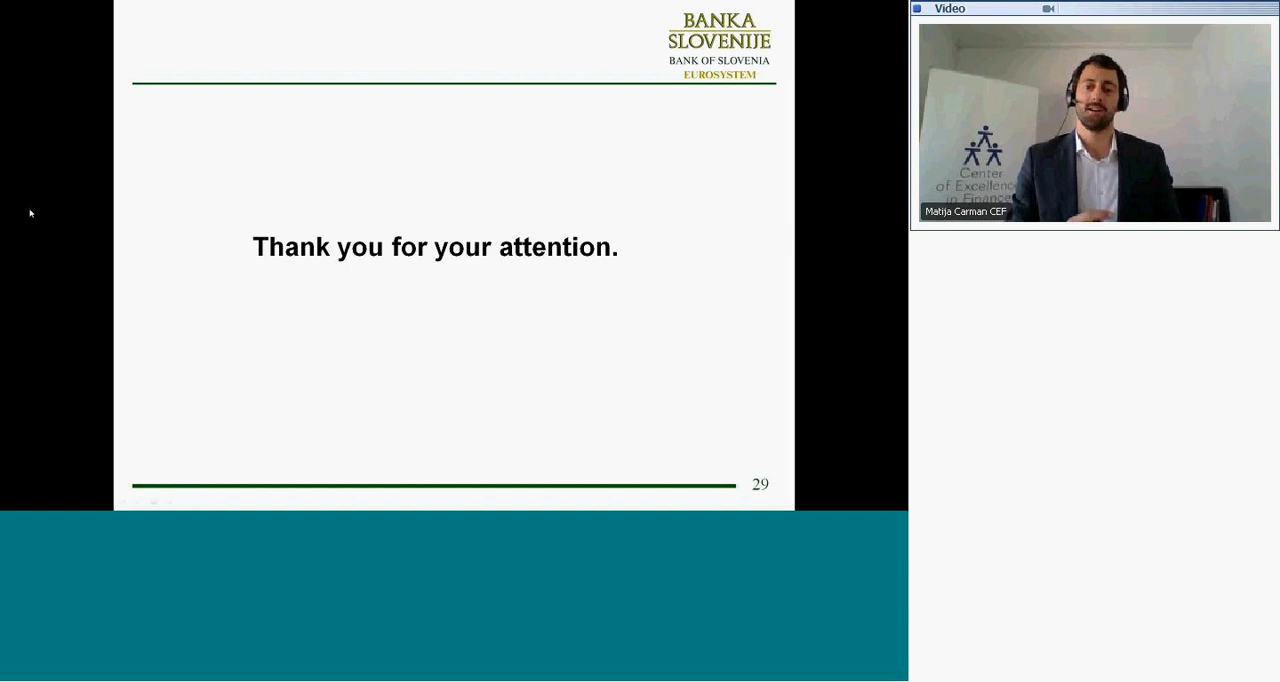 BANKA
SLOVENIJE
BANK OF SLOVENIA
EUROSYSTEM
Thank you for your attention.
29
Video
Center
of Excellence
in Finance
Matija Carman CEF